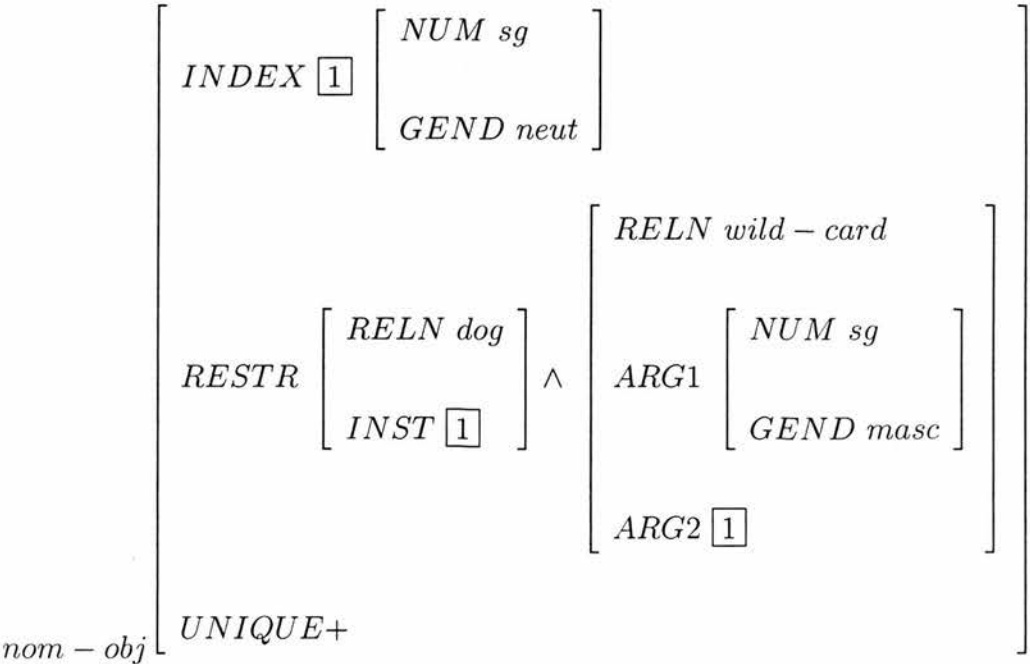 NUM sg
INDEX 1
GEND neut
RELN wild − card
RELN dog
NUM sg
RESTR ∧ ARG1
INST 1
GEND masc
ARG2 1
UNIQUE+
nom − obj